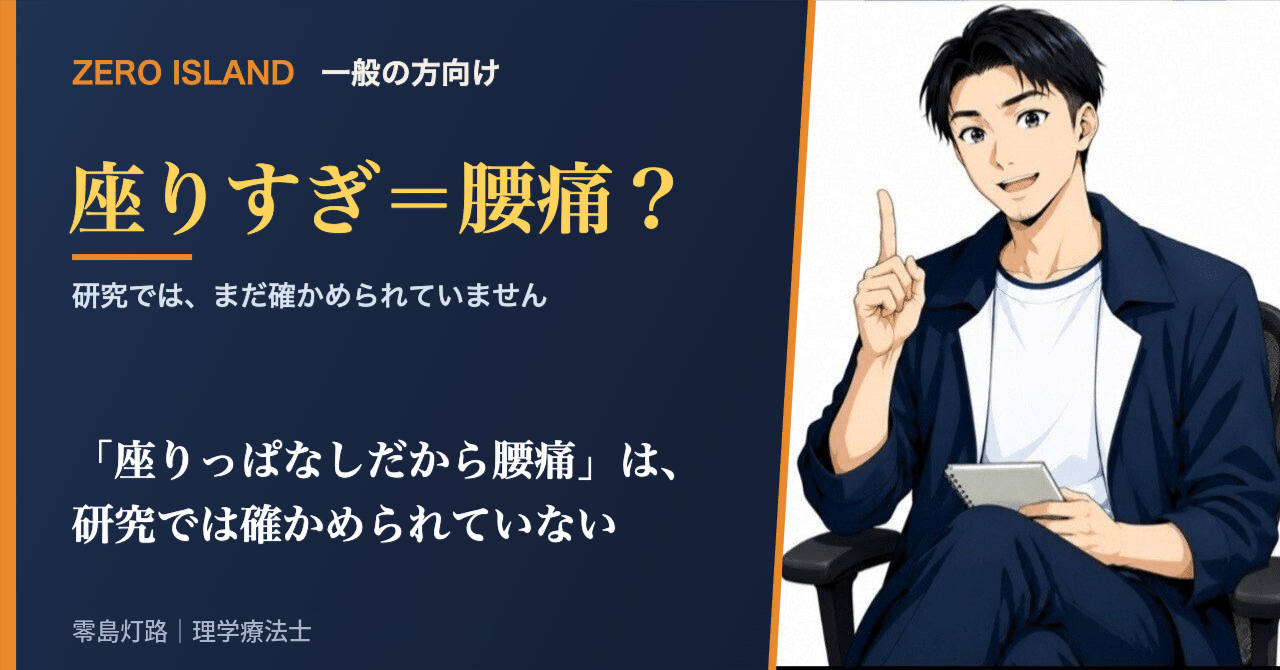 ZERO ISLAND 一般の方向け
座りすぎ＝腰痛？
研究では、まだ確かめられていません
「座りっぱなしだから腰痛」は、
研究では確かめられていない
零島灯路｜理学療法士